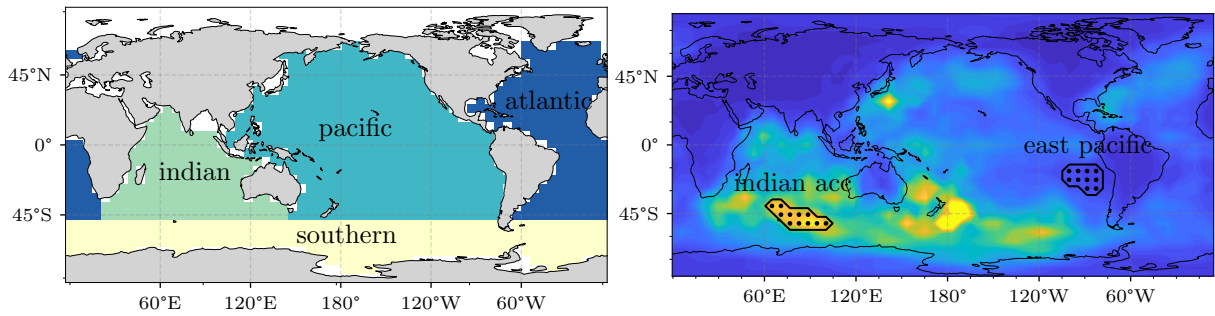 45°N
0°
45°S
atlantic
pacific
indian
southern
60°E 120°E 180° 120°W 60°W
45°N
0°
45°S
east pacific
indian acc
60°E 120°E 180° 120°W 60°W